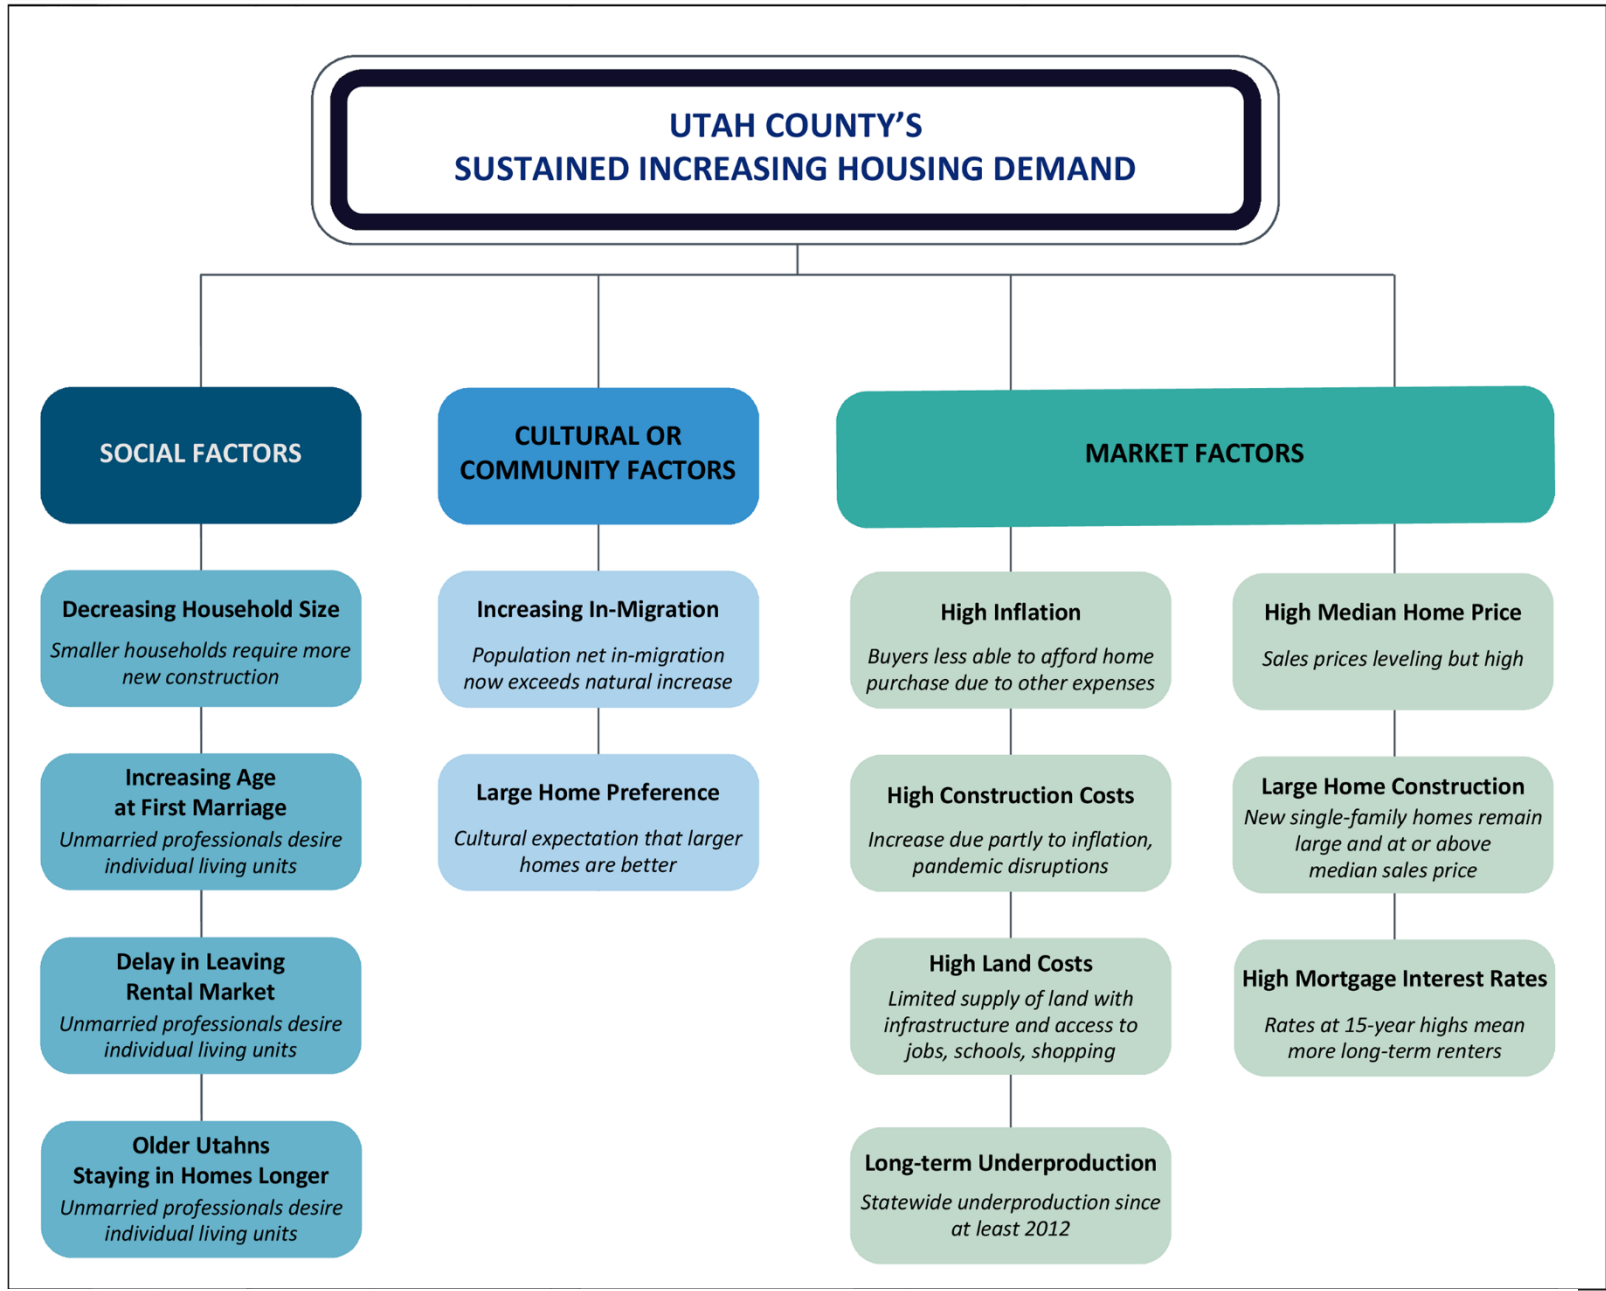 UTAH COUNTY’S
SUSTAINED INCREASING HOUSING DEMAND
SOCIAL FACTORS
Decreasing Household Size
Smaller households require more
new construction
Increasing Age
at First Marriage
Unmarried professionals desire
individual living units
Delay in Leaving
Rental Market
Unmarried professionals desire
individual living units
Older Utahns
Staying in Homes Longer
Unmarried professionals desire
individual living units
CULTURAL OR
COMMUNITY FACTORS
Increasing In-Migration
Population net in-migration
now exceeds natural increase
Large Home Preference
Cultural expectation that larger
homes are better
MARKET FACTORS
High Inflation
Buyers less able to afford home
purchase due to other expenses
High Construction Costs
Increase due partly to inflation,
pandemic disruptions
High Land Costs
Limited supply of land with
infrastructure and access to
jobs, schools, shopping
Long-term Underproduction
Statewide underproduction since
at least 2012
High Median Home Price
Sales prices leveling but high
Large Home Construction
New single-family homes remain
large and at or above
median sales price
High Mortgage Interest Rates
Rates at 15-year highs mean
more long-term renters